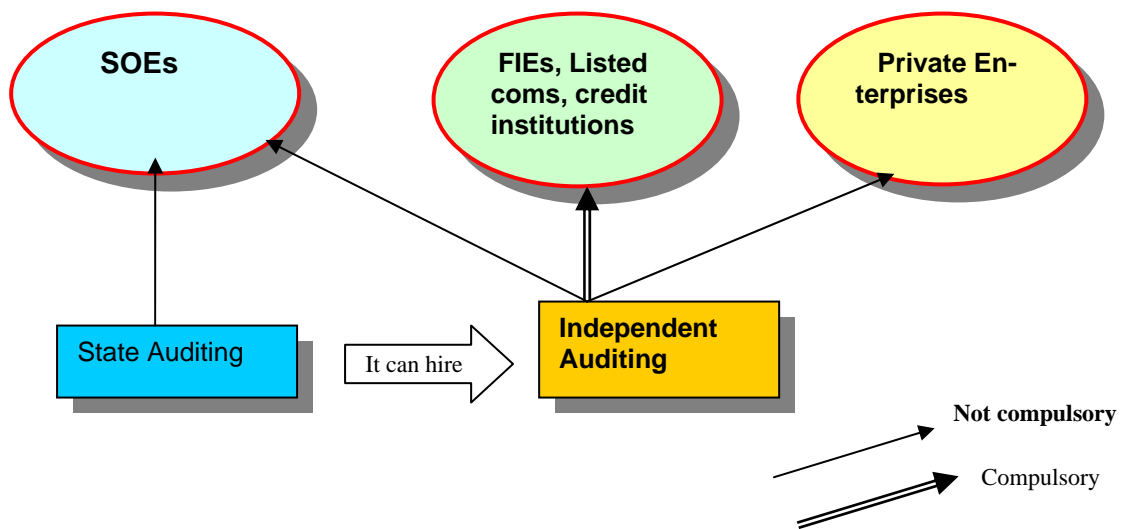 SOEs
FIEs, Listed
coms, credit
institutions
Private En-
terprises
State Auditing
It can hire
Independent
Auditing
Not compulsory
Compulsory